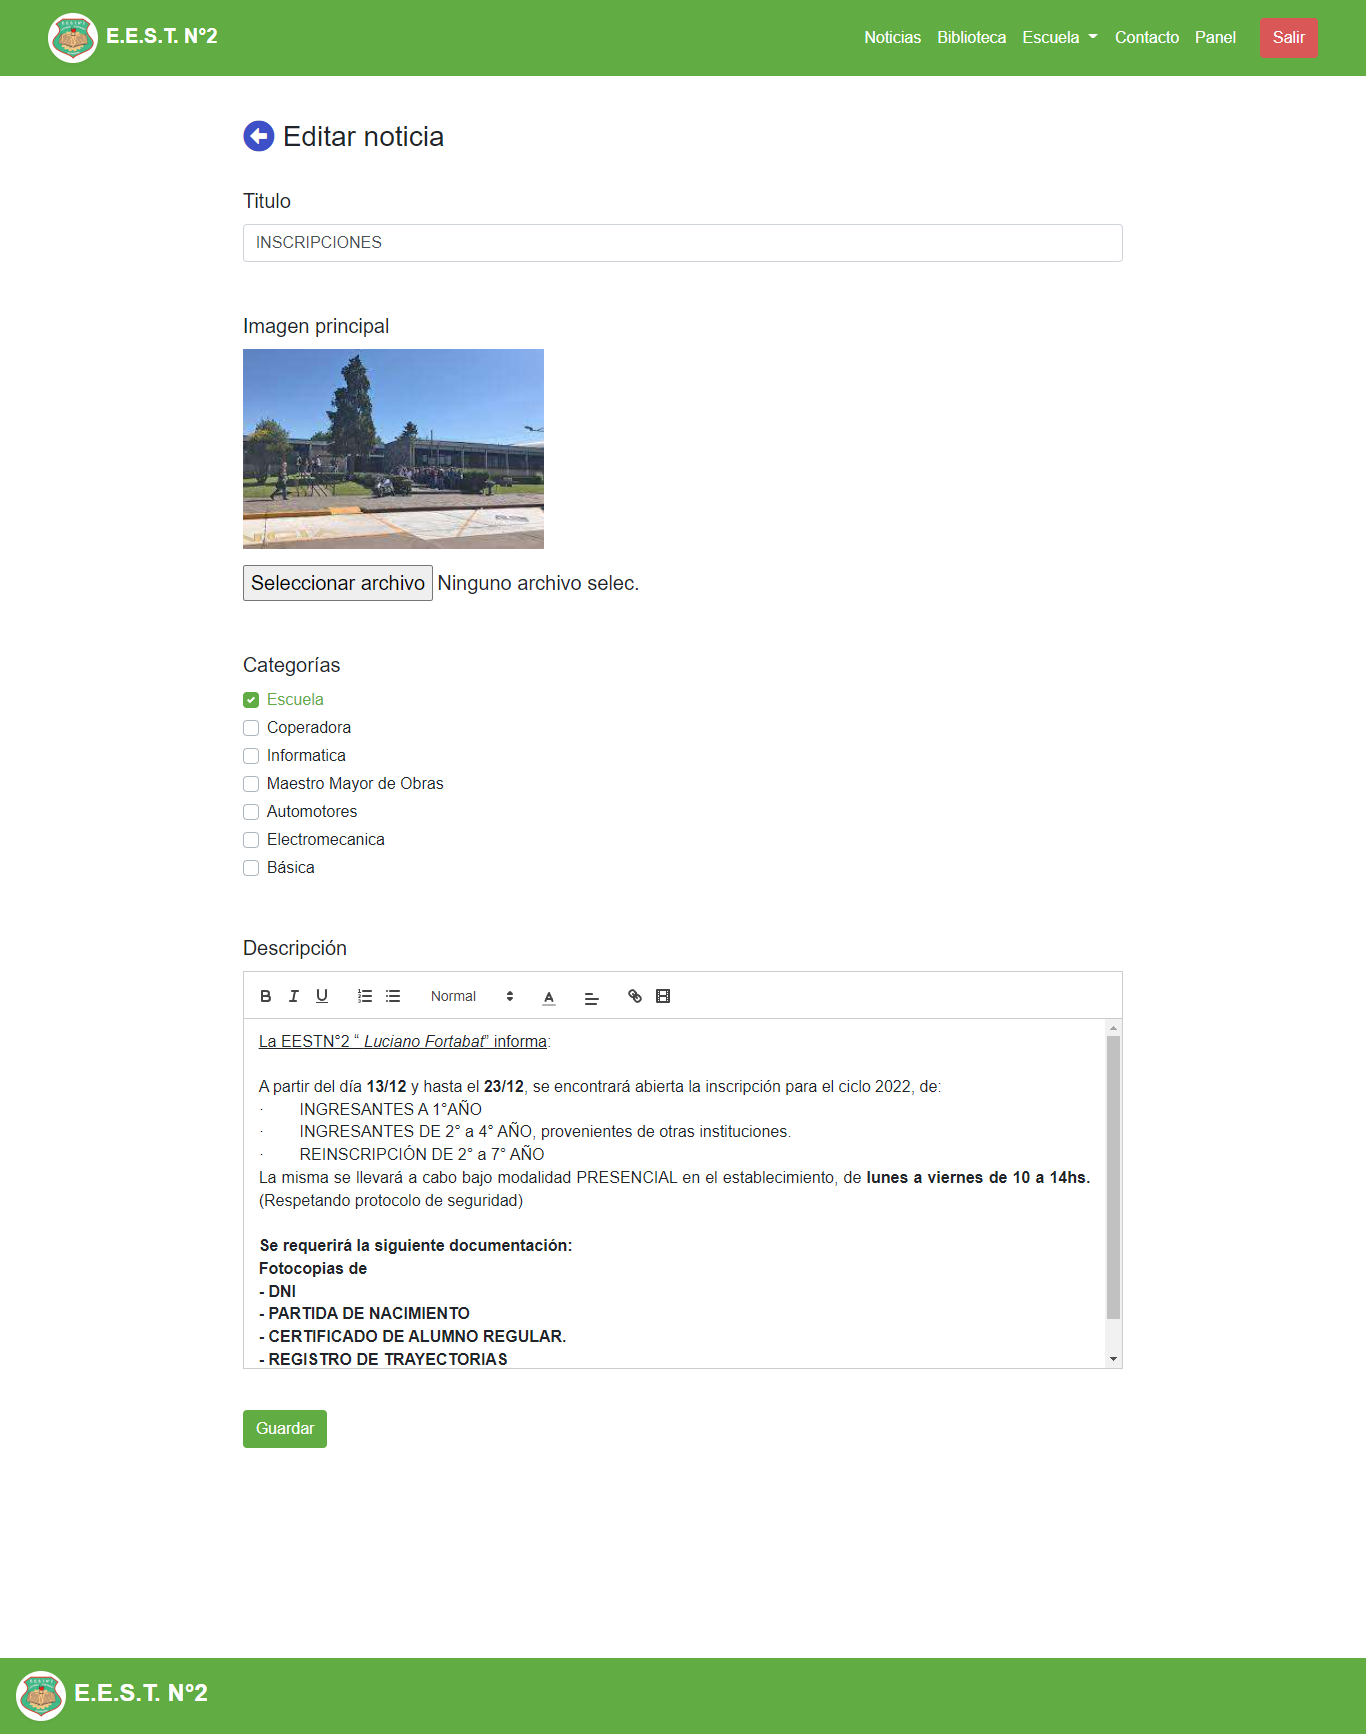 E.E.S.T. Nº2
Noticias Biblioteca Escuela Contacto Panel Salir
Editar noticia
Titulo
INSCRIPCIONES
Imagen principal
Seleccionar archivo Ninguno archivo selec.
Categorías
Escuela
Coperadora
Informatica
Maestro Mayor de Obras
Automotores
Electromecanica
Básica
Descripción
B I U Normal A
La EESTN°2 “ Luciano Fortabat” informa:
A partir del día 13/12 y hasta el 23/12, se encontrará abierta la inscripción para el ciclo 2022, de:
· INGRESANTES A 1°AÑO
· INGRESANTES DE 2° a 4° AÑO, provenientes de otras instituciones.
· REINSCRIPCIÓN DE 2° a 7° AÑO
La misma se llevará a cabo bajo modalidad PRESENCIAL en el establecimiento, de lunes a viernes de 10 a 14hs.
(Respetando protocolo de seguridad)
Se requerirá la siguiente documentación:
Fotocopias de
- DNI
- PARTIDA DE NACIMIENTO
- CERTIFICADO DE ALUMNO REGULAR.
- REGISTRO DE TRAYECTORIAS
Guardar
E.E.S.T. Nº2